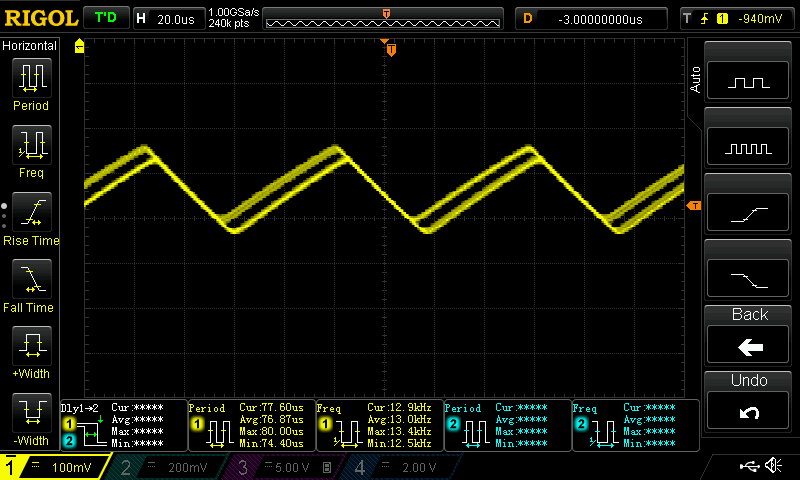 RIGOL T'D H 20.0us 1.00GSa/s 240k pts T D -3.00000000us T 1 -940mV
Horizontal
Period
Freq
Rise Time
Fall Time
+Width
-Width
T
T
Auto
Back
Undo
Dly1→2
1
2
Cur:*****
Avg:*****
Max:*****
Min:*****
Period
1
Cur:77.60us
Avg:76.87us
Max:80.00us
Min:74.40us
Freq
1
Cur:12.9kHz
Avg:13.0kHz
Max:13.4kHz
Min:12.5kHz
Period
2
Cur:*****
Avg:*****
Max:*****
Min:*****
Freq
2
Cur:*****
Avg:*****
Max:*****
Min:*****
1 100mV 2 200mV 3 5.00 V B 4 2.00 V